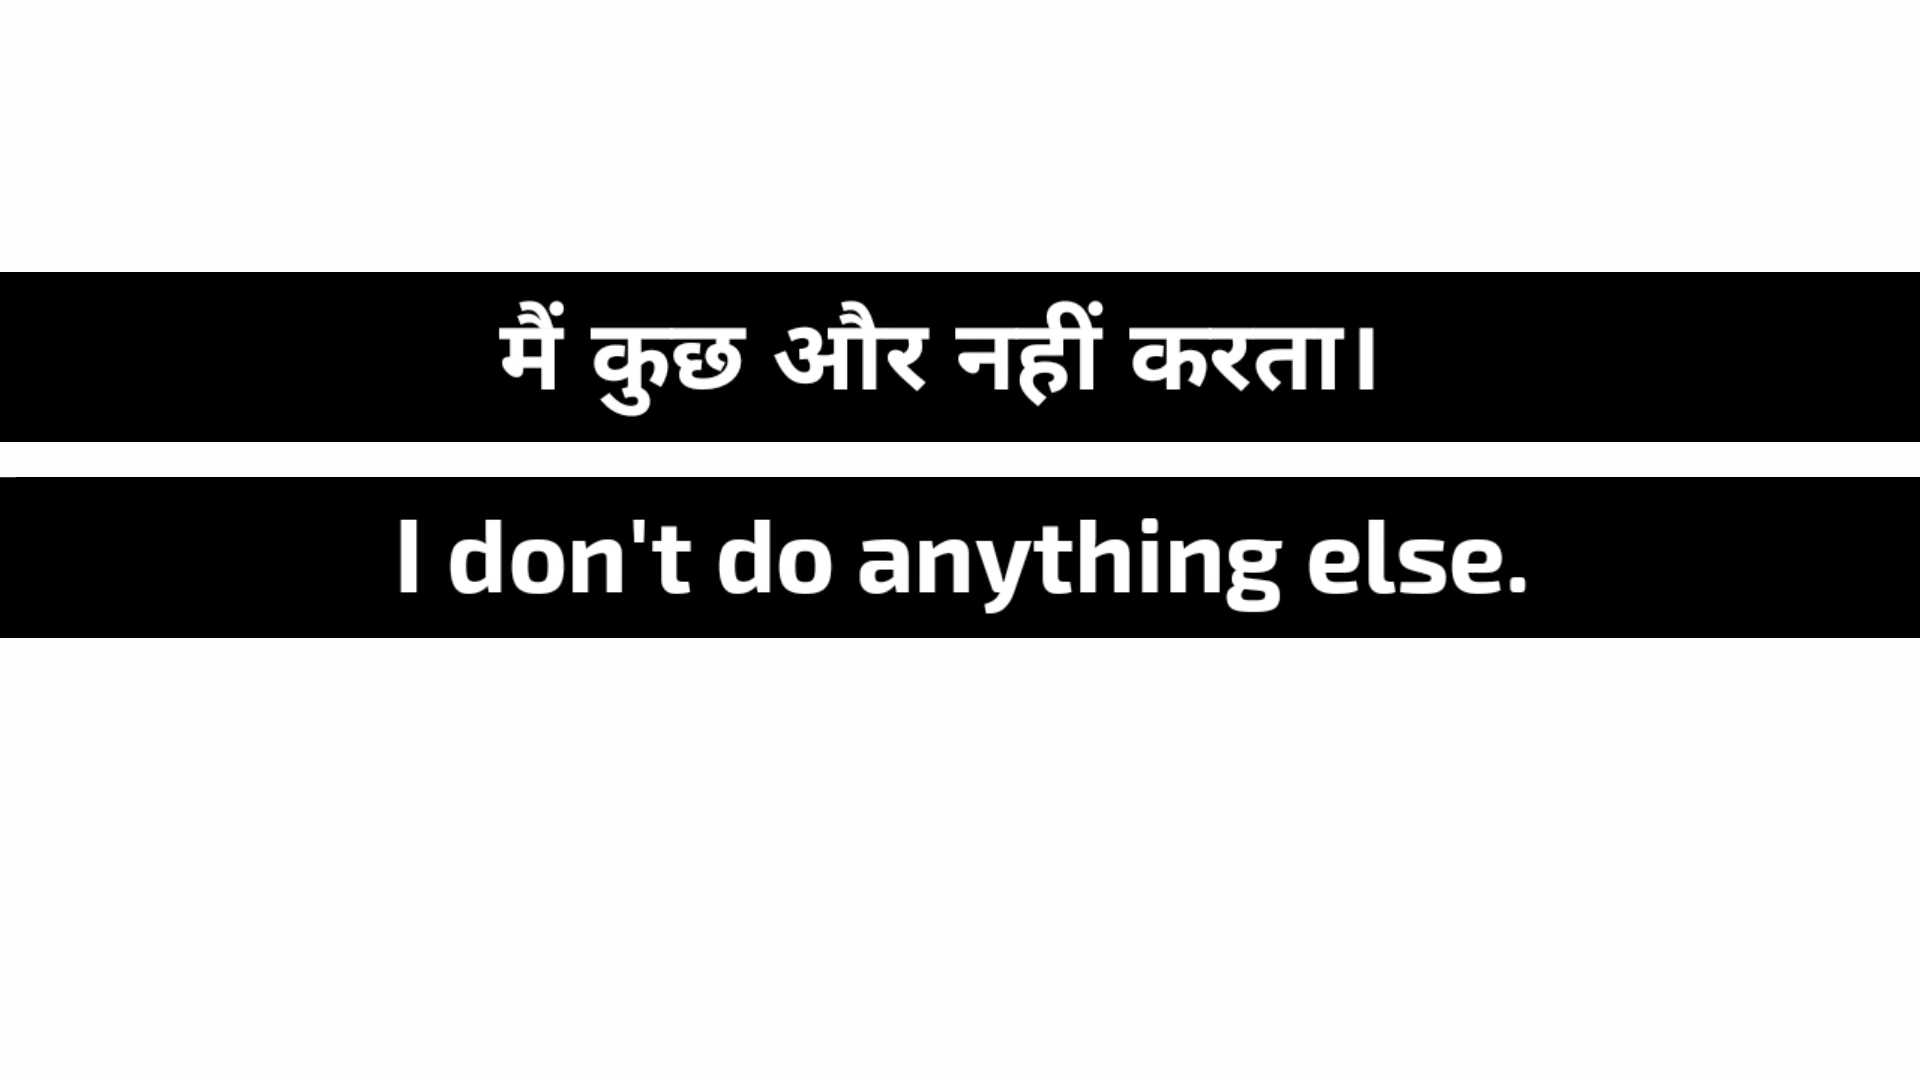 मैं कुछ और नहीं करता।
I don't do anything else.